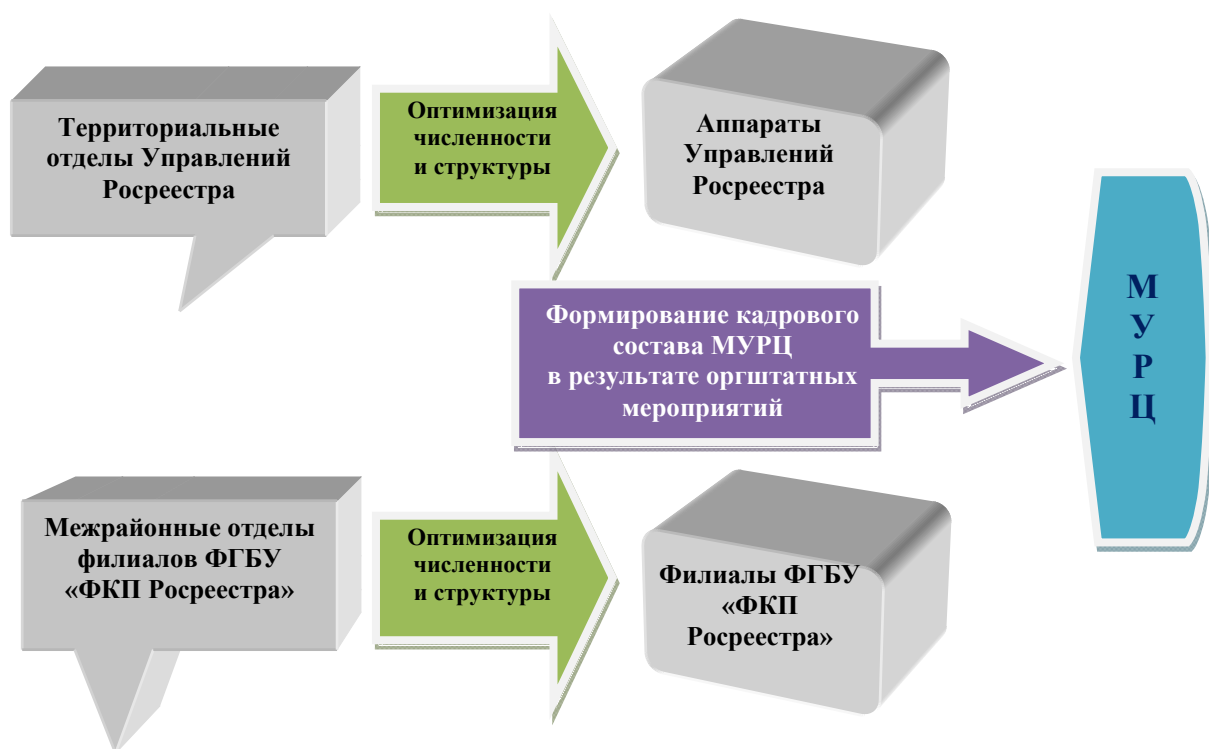 Территориальные
отделы Управлений
Росреестра
Оптимизация
численности
и структуры
Аппараты
Управлений
Росреестра
Формирование кадрового
состава МУРЦ
в результате оргштатных
мероприятий
М
У
Р
Ц
Межрайонные отделы
филиалов ФГБУ
«ФКП Росреестра»
Оптимизация
численности
и структуры
Филиалы ФГБУ
«ФКП
Росреестра»